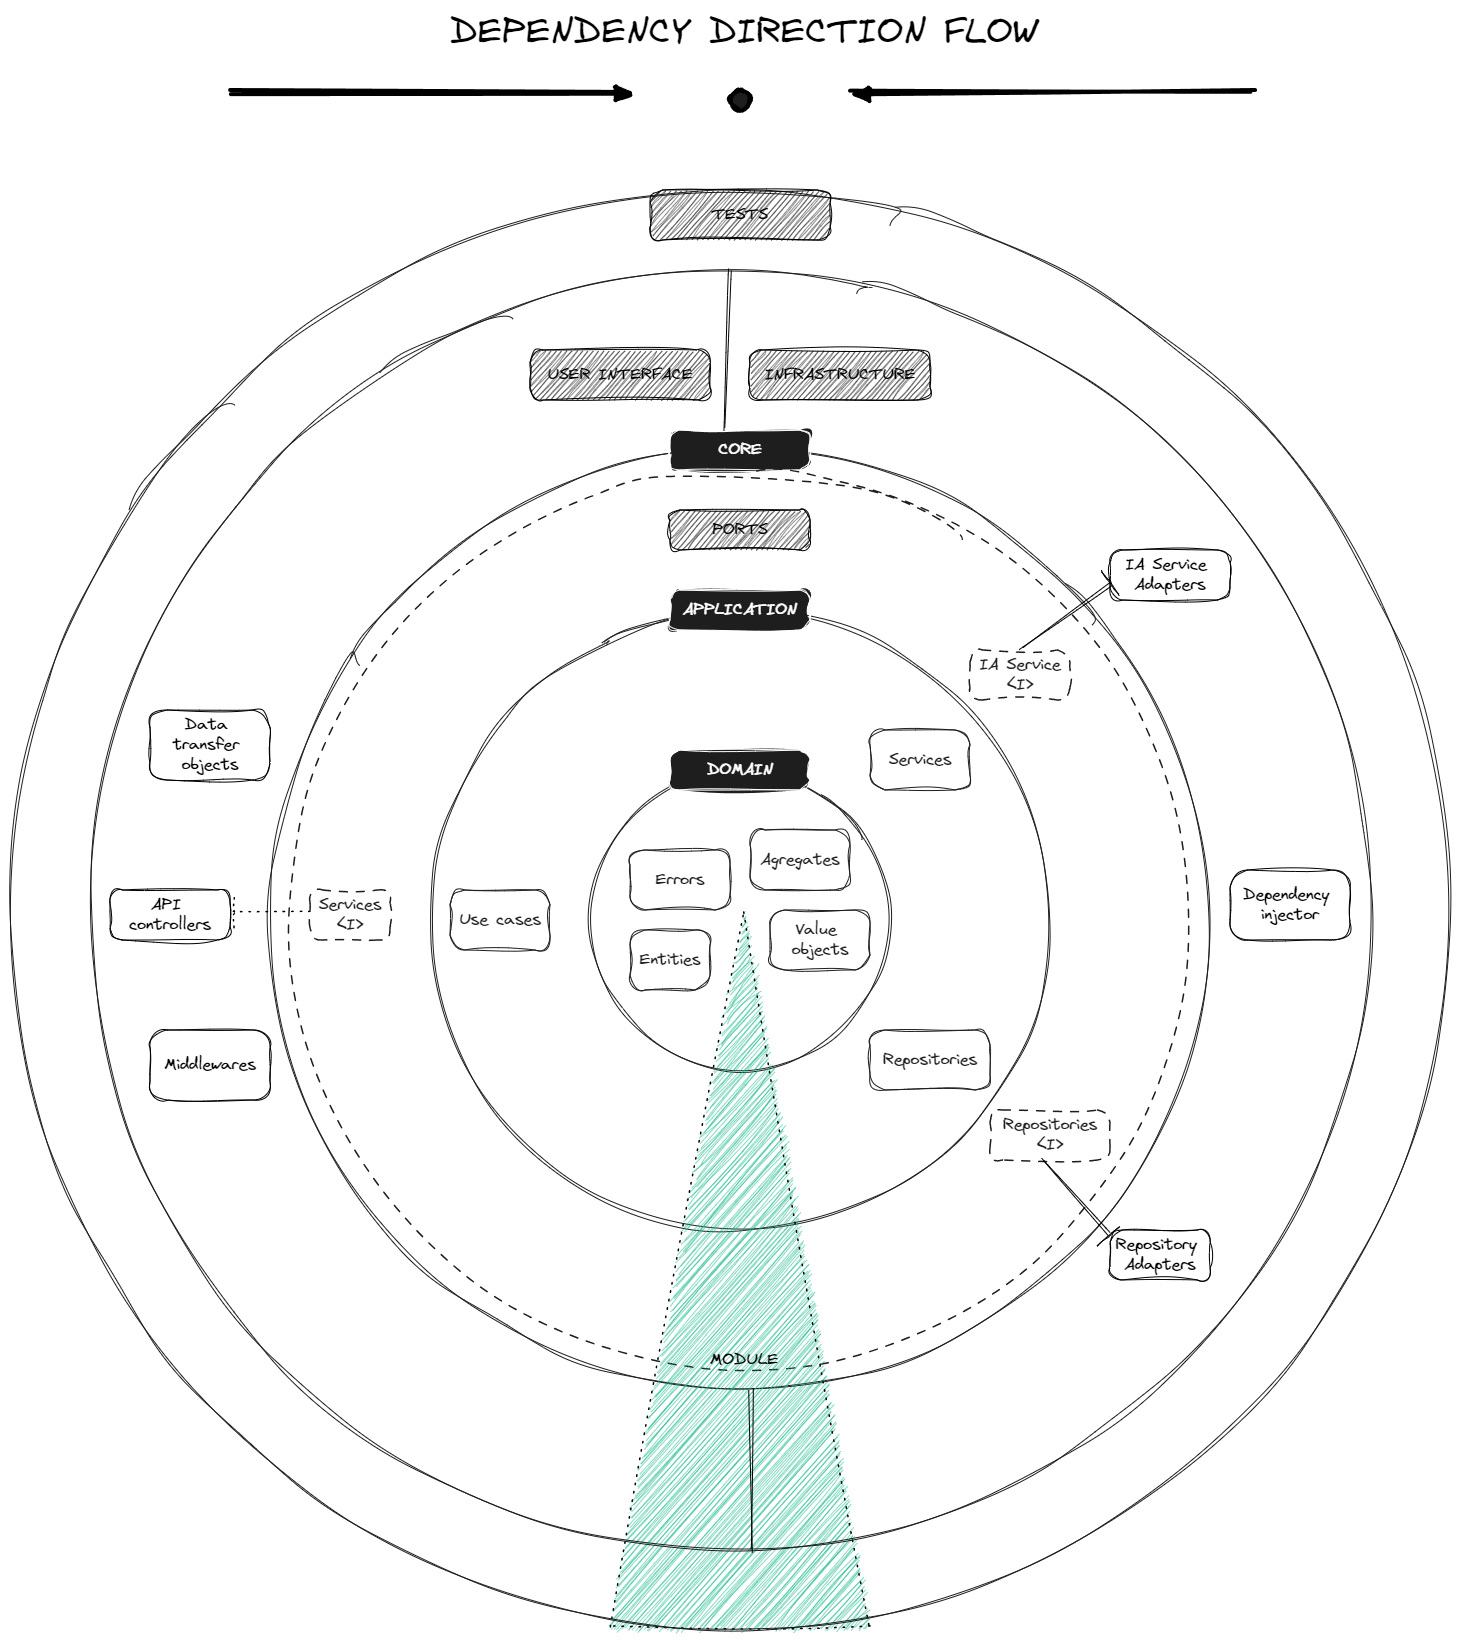 DEPENDENCY DIRECTION FLOW
TESTS
USER INTERFACE
INFRASTRUCTURE
CORE
PORTS
APPLICATION
IA Service
Adapters
IA Service
<I>
Data
transfer
objects
Services
DOMAIN
Errors
Agregates
API
controllers
Services
<I>
Use cases
Entities
Value
objects
Dependency
injector
Middlewares
Repositories
Repositories
<I>
Repository
Adapters
MODULE